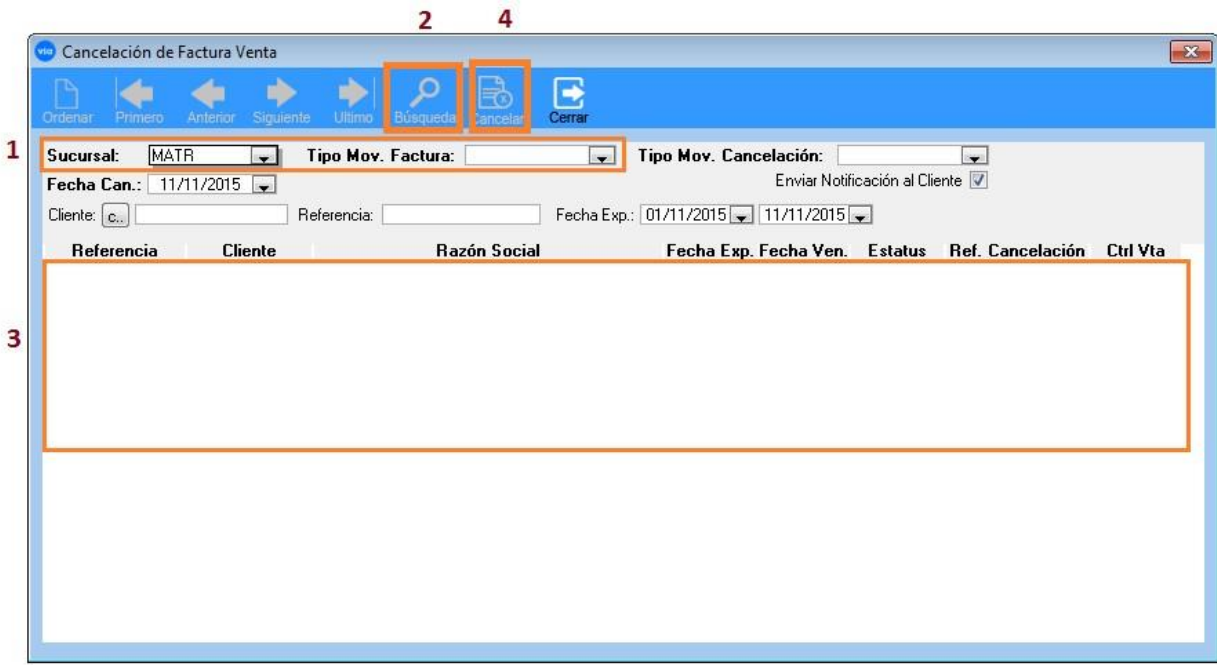 2 4
via Cancelación de Factura Venta
Ordenar Primero Anterior Siguiente Ultimo Búsqueda Cancelar Cerrar
1
Sucursal: MATR Tipo Mov. Factura: Tipo Mov. Cancelación:
Fecha Can.: 11/11/2015 Enviar Notificación al Cliente
Cliente: c.. Referencia: Fecha Exp.: 01/11/2015 11/11/2015
Referencia Cliente Razón Social Fecha Exp. Fecha Ven. Estatus Ref. Cancelación Ctrl Vta
3